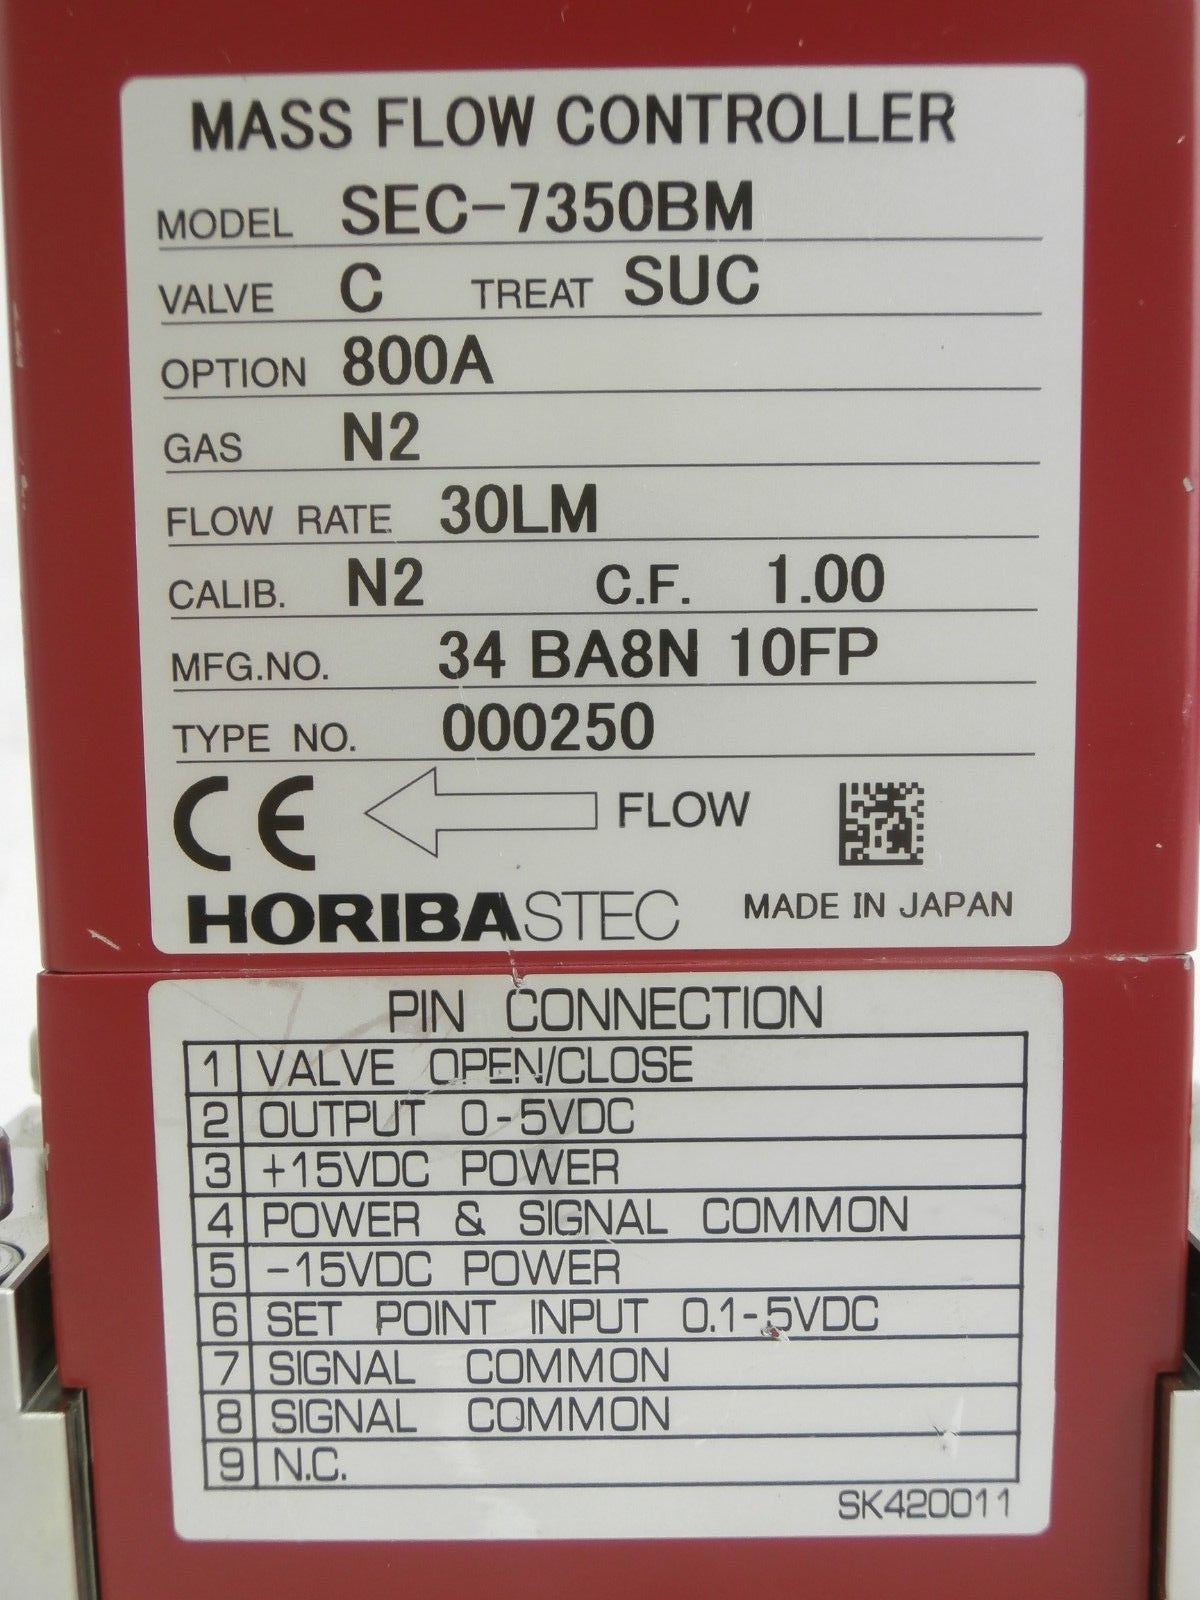 MASS FLOW CONTROLLER
MODEL SEC-7350BM
VALVE C TREAT SUC
OPTION 800A
GAS N2
FLOW RATE 30LM
CALIB. N2 C.F. 1.00
MFG.NO. 34 BA8N 10FP
TYPE NO. 000250
CE FLOW
HORIBASTEC MADE IN JAPAN
PIN CONNECTION
1 VALVE OPEN/CLOSE
2 OUTPUT 0-5VDC
3 +15VDC POWER
4 POWER & SIGNAL COMMON
5 -15VDC POWER
6 SET POINT INPUT 0.1-5VDC
7 SIGNAL COMMON
8 SIGNAL COMMON
9 N.C.
SK420011